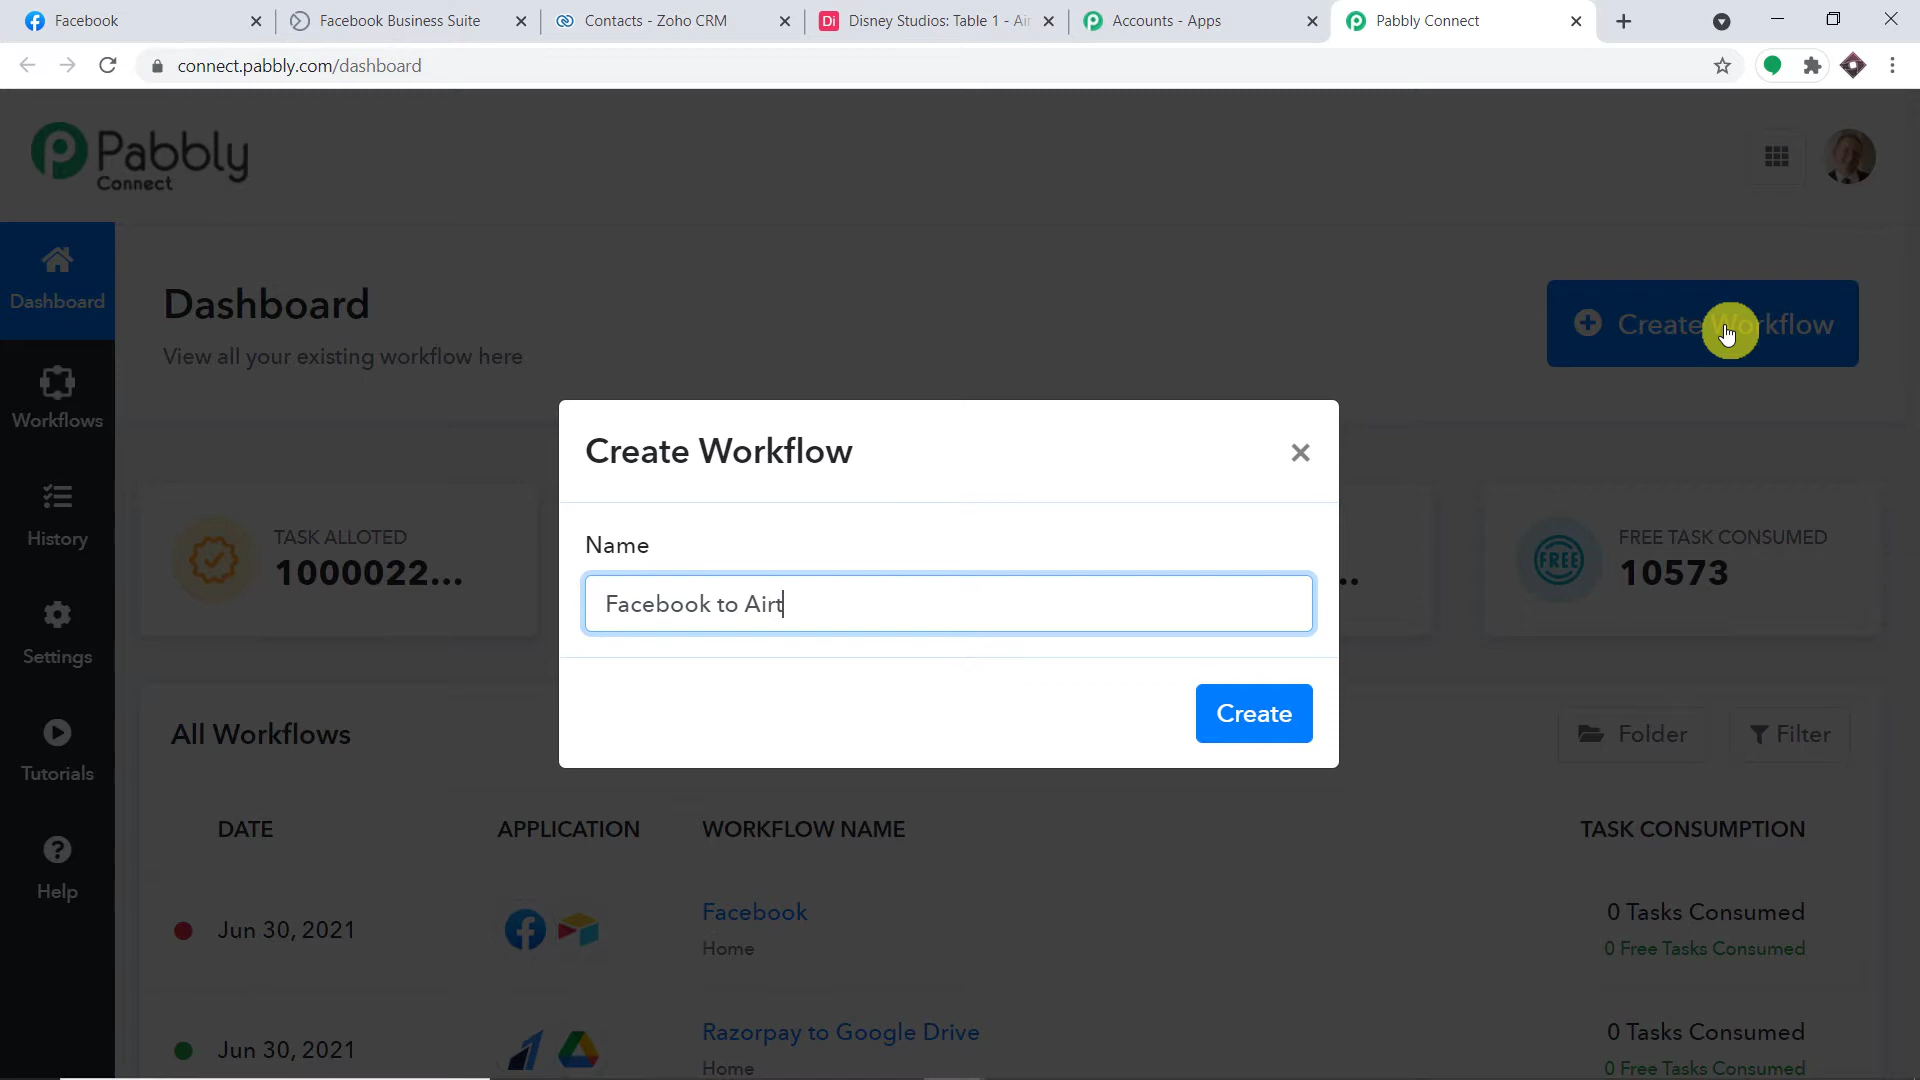 Facebook
Facebook Business Suite
Contacts - Zoho CRM
Di Disney Studios: Table 1 - Air
Accounts - Apps
Pabbly Connect
connect.pabbly.com/dashboard
Pabbly
Connect
Dashboard
Dashboard
View all your existing workflow here
Create Workflow
Workflows
Create Workflow
History
TASK ALLOTED
1000022...
Name
..
FREE
FREE TASK CONSUMED
10573
Facebook to Airt
Settings
Create
All Workflows
Folder
Filter
Tutorials
DATE
APPLICATION
WORKFLOW NAME
TASK CONSUMPTION
Help
Jun 30, 2021
Facebook
Home
0 Tasks Consumed
0 Free Tasks Consumed
Jun 30, 2021
Razorpay to Google Drive
Home
0 Tasks Consumed
0 Free Tasks Consumed